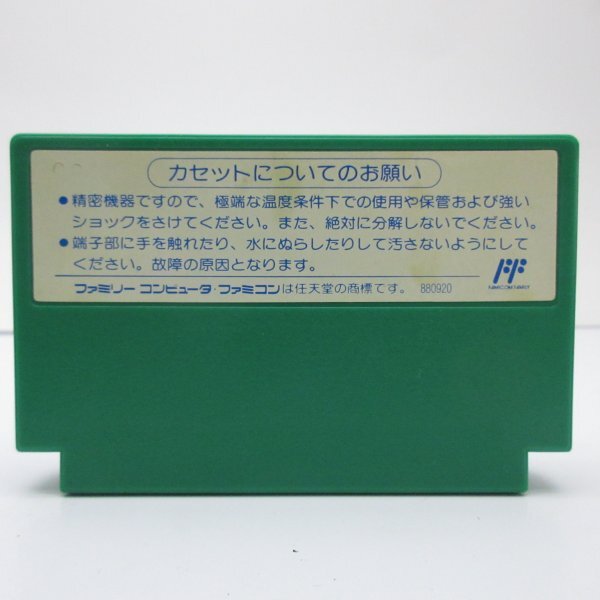 カセットについてのお願い
●精密機器ですので、極端な温度条件下での使用や保管および強い
ショックをさけてください。また、絶対に分解しないでください。
●端子部に手を触れたり、水にぬらしたりして汚さないようにして
ください。故障の原因となります。
ファミリー コンピュータ・ファミコンは任天堂の商標です。 880920
FF